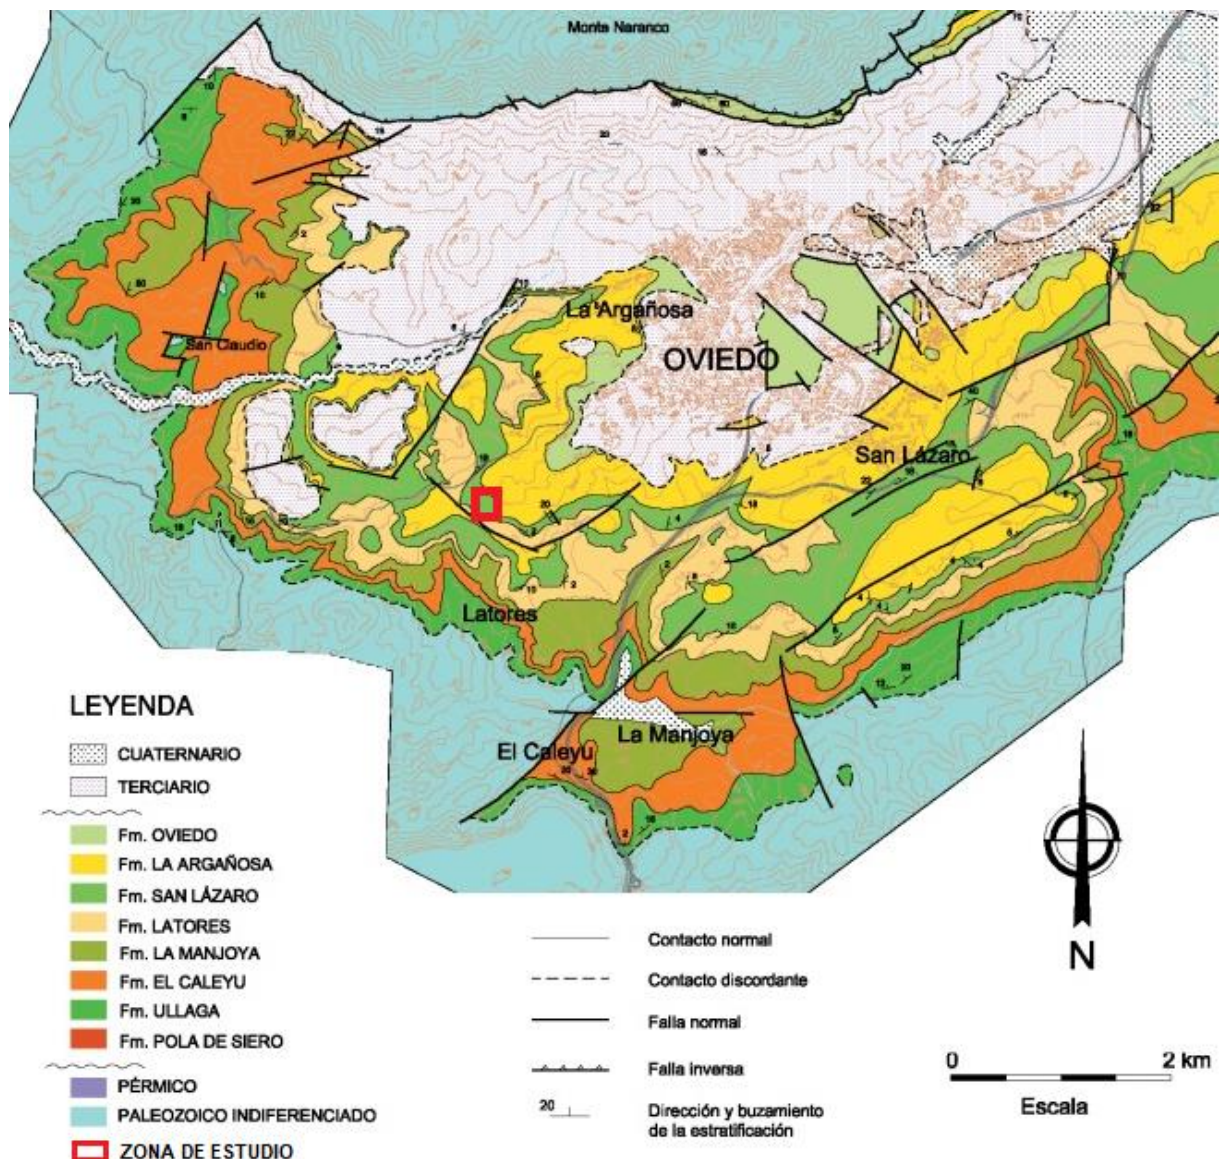 Monte Naranco
La Argañosa
San Claudio
OVIEDO
San Lázaro
Latores
La Manjoya
El Caleyu
LEYENDA
CUATERNARIO
TERCIARIO
Fm. OVIEDO
Fm. LA ARGAÑOSA
Fm. SAN LÁZARO
Fm. LATORES
Fm. LA MANJOYA
Fm. EL CALEYU
Fm. ULLAGA
Fm. POLA DE SIERO
PÉRMICO
PALEOZOICO INDIFERENCIADO
ZONA DE ESTUDIO
Contacto normal
Contacto discordante
Falla normal
Falla inversa
20
Dirección y buzamiento
de la estratificación
N
0 2 km
Escala